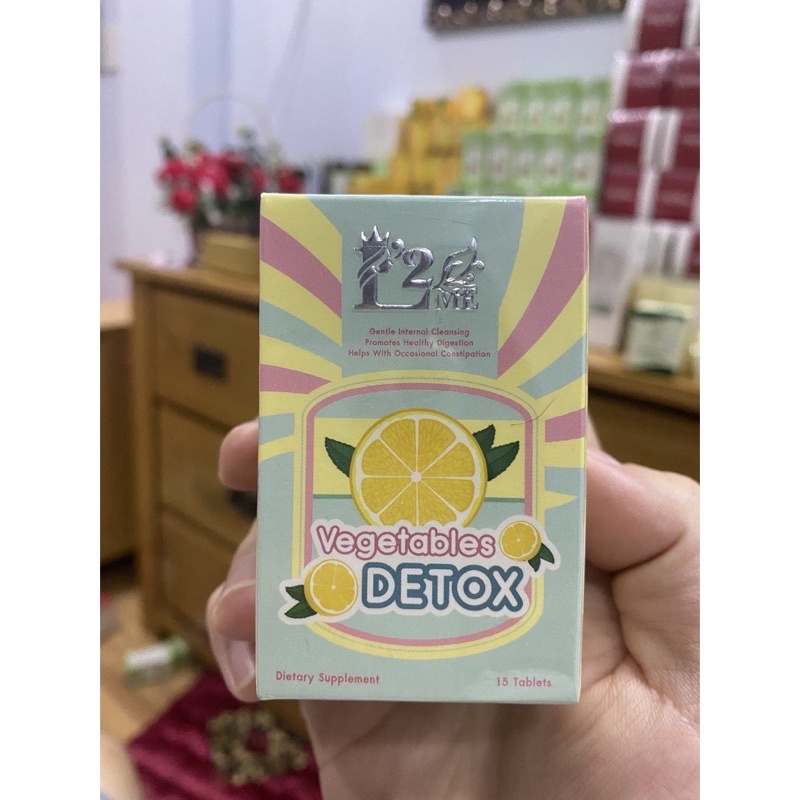 L'2
ME
Gentle Internal Cleansing
Promotes Healthy Digestion
Helps With Occasional Constipation
Vegetables
DETOX
Dietary Supplement
15 Tablets